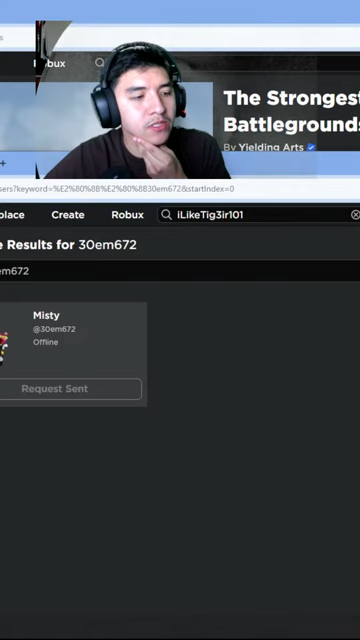 Robux
The Strongest
Battlegrounds
By Yielding Arts
sers?keyword=%E2%80%8B%E2%80%8830em672&startIndex=0
place Create Robux iLikeTig3ir101
e Results for 30em672
em672
Misty
@30em672
Offline
Request Sent